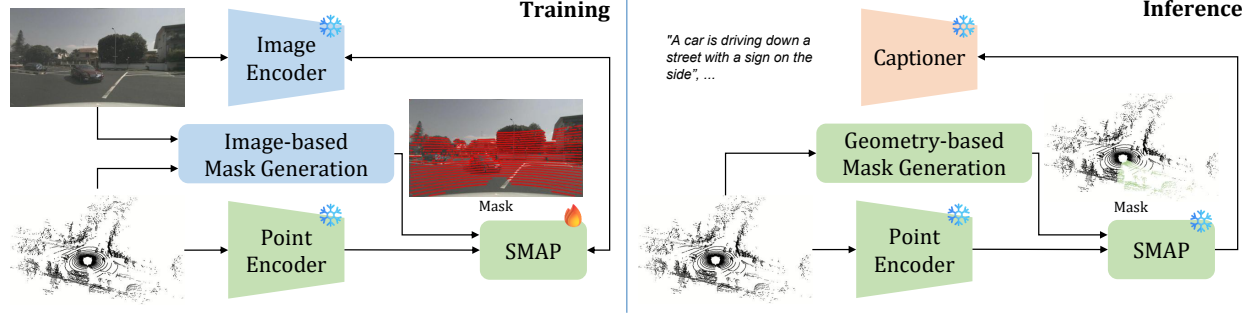 Training
Image
Encoder
Image-based
Mask Generation
Mask
Point
Encoder
SMAP
Inference
"A car is driving down a
street with a sign on the
side", ...
Captioner
Geometry-based
Mask Generation
Mask
Point
Encoder
SMAP